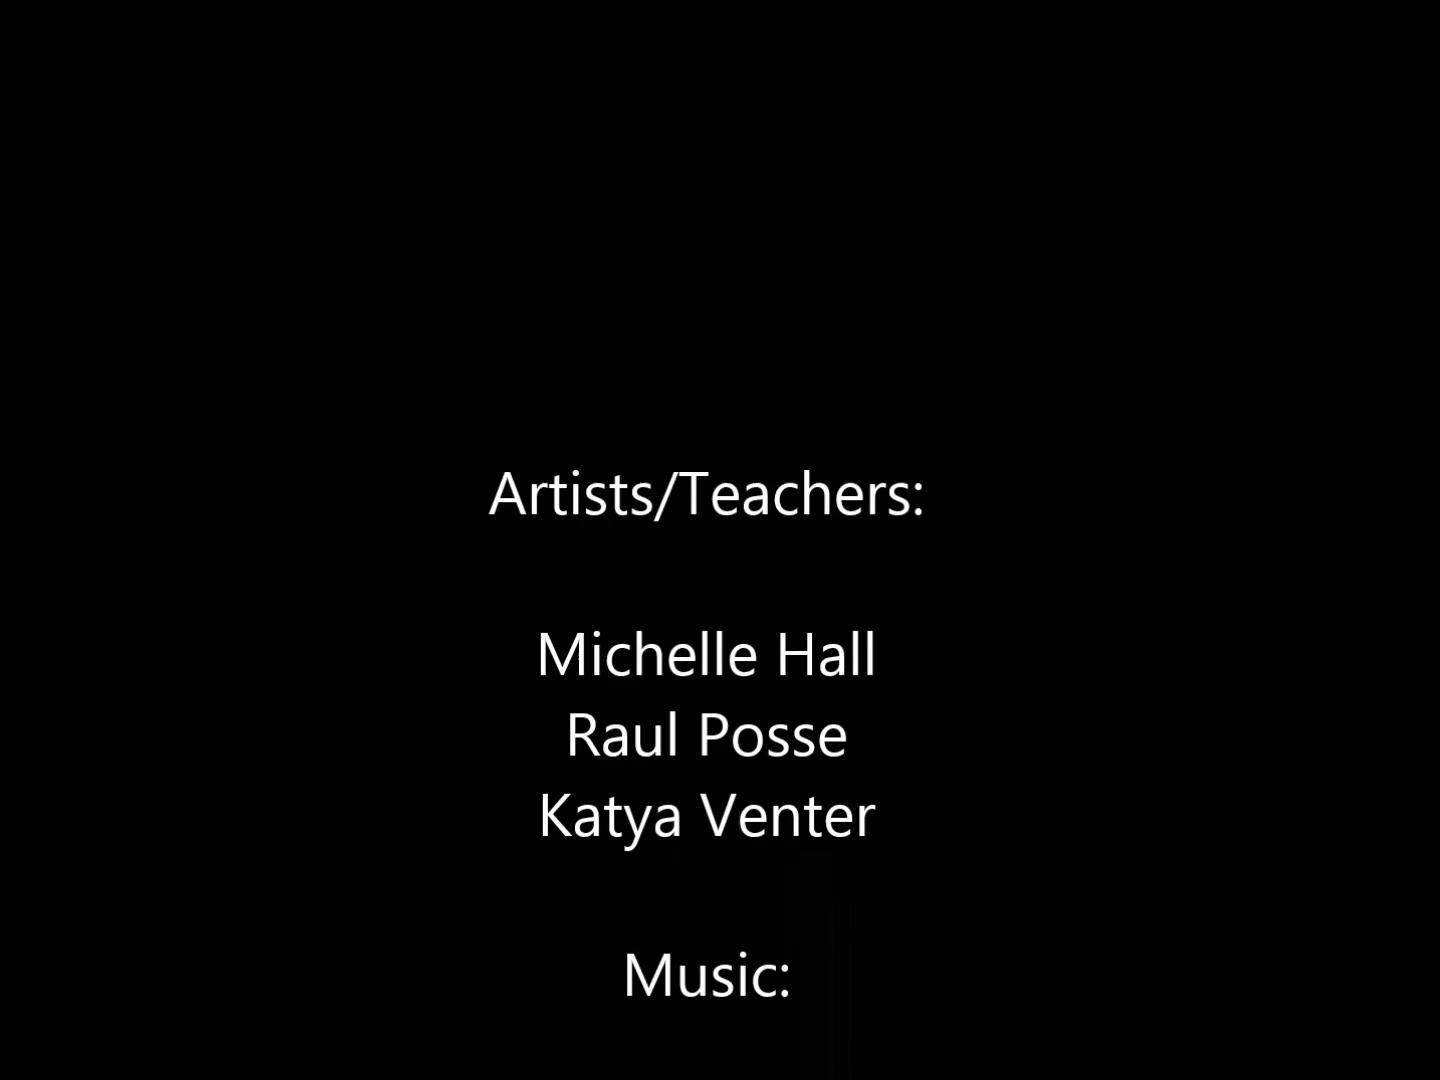 Artists/Teachers:
Michelle Hall
Raul Posse
Katya Venter
Music: